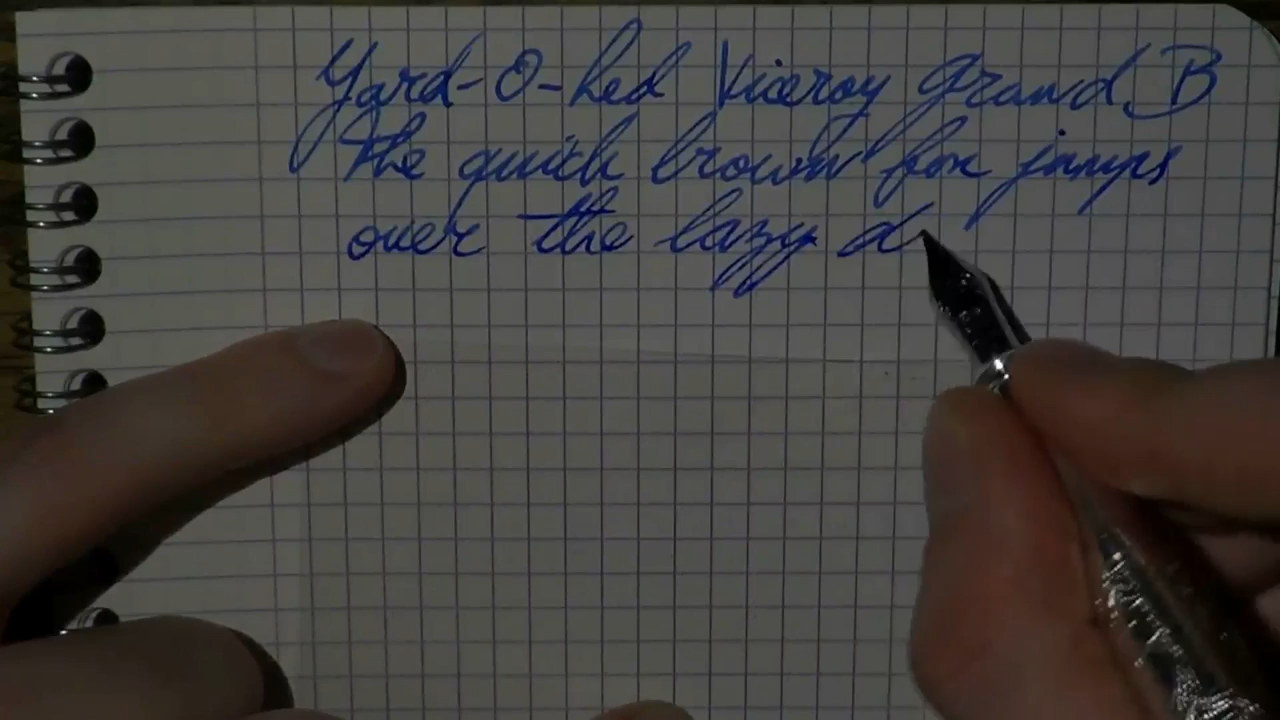 Yard-O-Led Viceroy Grand B
The quick brown fox jumps
over the lazy d